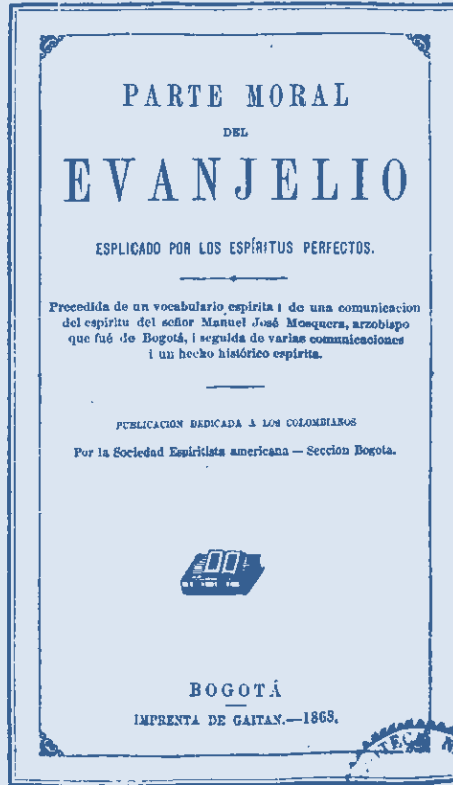 PARTE MORAL
DEL
EVANJELIO
ESPLICADO POR LOS ESPÍRITUS PERFECTOS.
Precedida de un vocabulario espirita i de una comunicacion
del espíritu del señor Manuel José Mosquera, arzobispo
que fué de Bogotá, i seguida de varias comunicaciones
i un hecho histórico espirita.
PUBLICACION DEDICADA A LOS COLOMBIANOS
Por la Sociedad Espiritista americana — Seccion Bogota.
BOGOTÁ
IMPRENTA DE GAITAN.—1868.